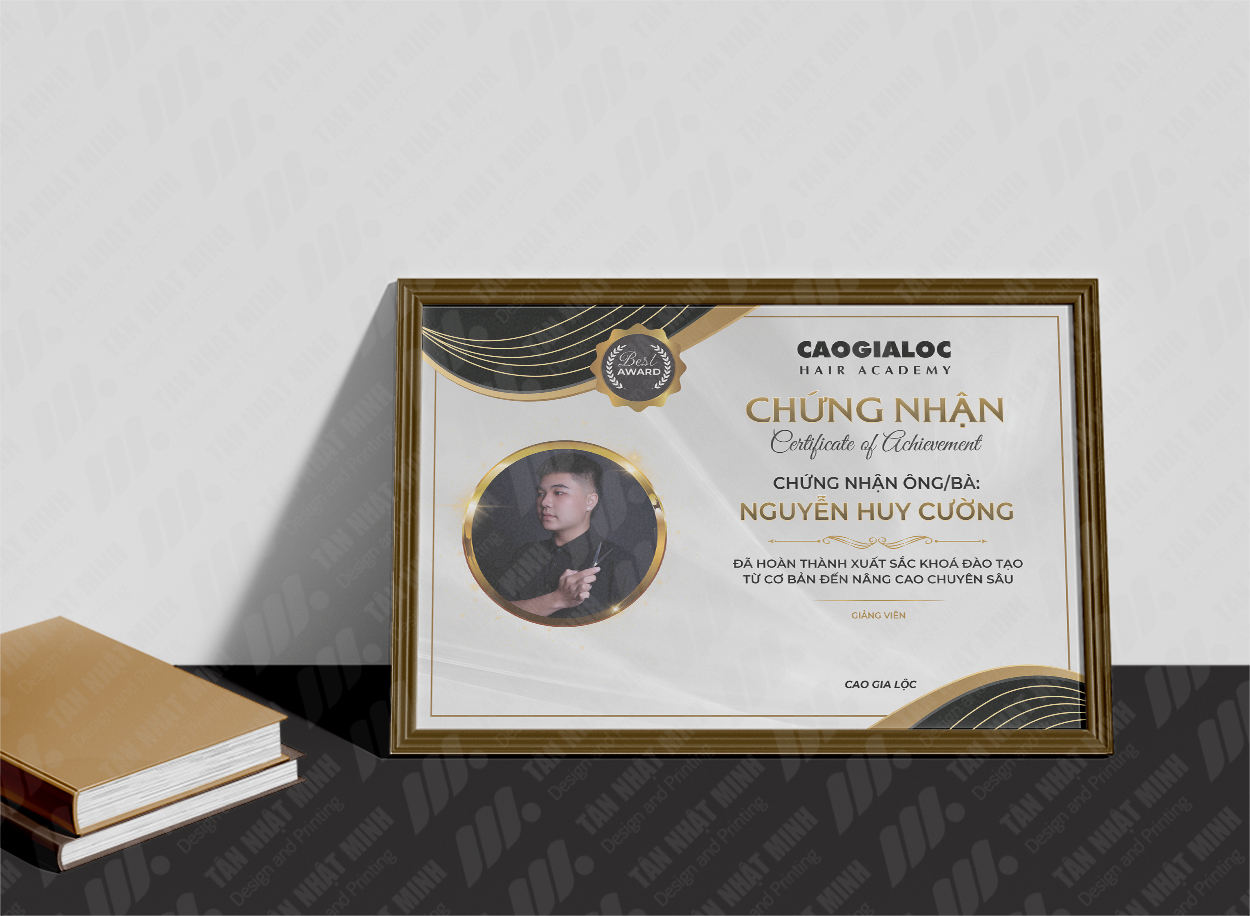 Best
AWARD
CAOGIALOC
HAIR ACADEMY
CHỨNG NHẬN
Certificate of Achievement
CHỨNG NHẬN ÔNG/BÀ:
NGUYỄN HUY CƯỜNG
ĐÃ HOÀN THÀNH XUẤT SẮC KHOÁ ĐÀO TẠO
TỪ CƠ BẢN ĐẾN NÂNG CAO CHUYÊN SÂU
GIẢNG VIÊN
CAO GIA LỘC
TÂN NHẬT MINH
Design and Printing